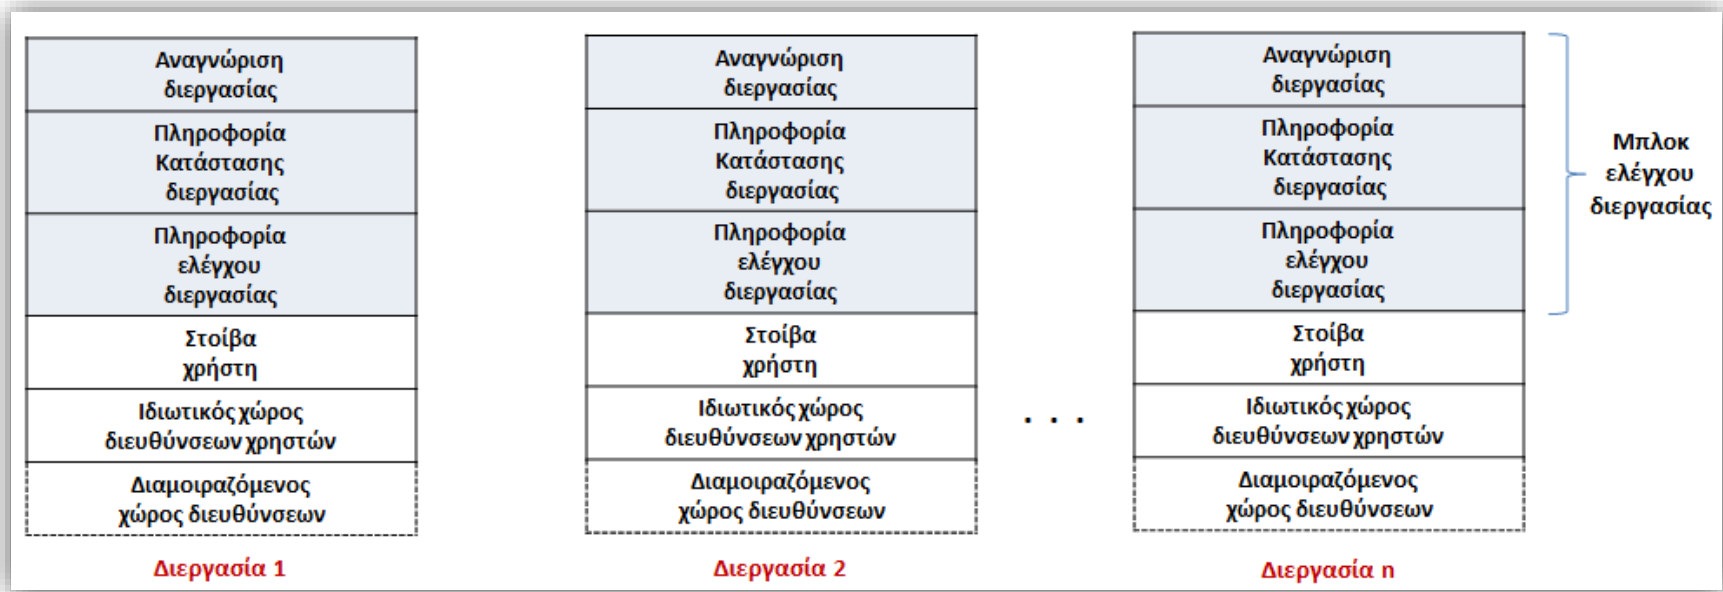 Αναγνώριση
διεργασίας
Πληροφορία
Κατάστασης
διεργασίας
Πληροφορία
ελέγχου
διεργασίας
Στοίβα
χρήστη
Ιδιωτικός χώρος
διευθύνσεων χρηστών
Διαμοιραζόμενος
χώρος διευθύνσεων
Διεργασία 1
Αναγνώριση
διεργασίας
Πληροφορία
Κατάστασης
διεργασίας
Πληροφορία
ελέγχου
διεργασίας
Στοίβα
χρήστη
Ιδιωτικός χώρος
διευθύνσεων χρηστών
Διαμοιραζόμενος
χώρος διευθύνσεων
Διεργασία 2
. . .
Αναγνώριση
διεργασίας
Πληροφορία
Κατάστασης
διεργασίας
Πληροφορία
ελέγχου
διεργασίας
Στοίβα
χρήστη
Ιδιωτικός χώρος
διευθύνσεων χρηστών
Διαμοιραζόμενος
χώρος διευθύνσεων
Διεργασία n
Μπλοκ
ελέγχου
διεργασίας